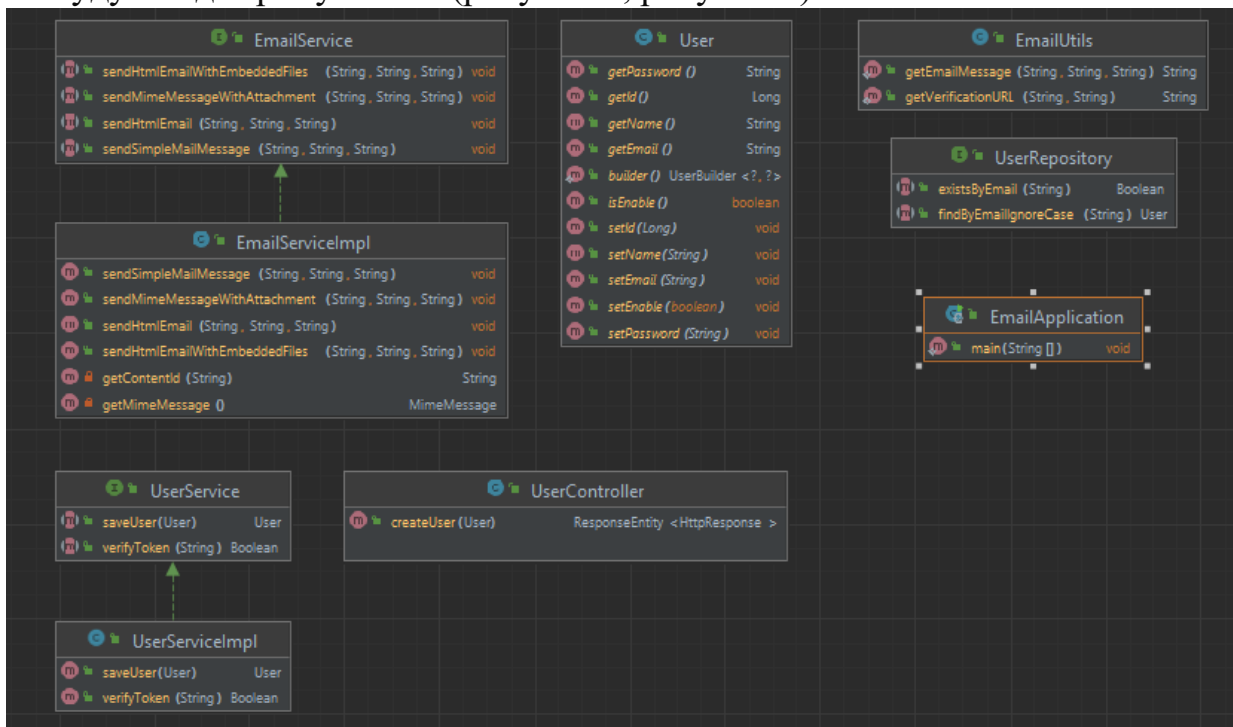 EmailService
sendHtmlEmailWithEmbeddedFiles (String, String, String) void
sendMimeMessageWithAttachment (String, String, String) void
sendHtmlEmail (String, String, String) void
sendSimpleMailMessage (String, String, String) void
EmailServiceImpl
sendSimpleMailMessage (String, String, String) void
sendMimeMessageWithAttachment (String, String, String) void
sendHtmlEmail (String, String, String) void
sendHtmlEmailWithEmbeddedFiles (String, String, String) void
getContentId (String) String
getMimeMessage () MimeMessage
User
getPassword () String
getId() Long
getName () String
getEmail () String
builder () UserBuilder <?, ?>
isEnable () boolean
setId (Long) void
setName (String) void
setEmail (String) void
setEnable (boolean) void
setPassword (String) void
EmailUtils
getEmailMessage (String, String, String) String
getVerificationURL (String, String) String
UserRepository
existsByEmail (String) Boolean
findByEmailIgnoreCase (String) User
EmailApplication
main(String []) void
UserService
saveUser(User) User
verifyToken (String) Boolean
UserServiceImpl
saveUser(User) User
verifyToken (String) Boolean
UserController
createUser (User) ResponseEntity <HttpResponse >